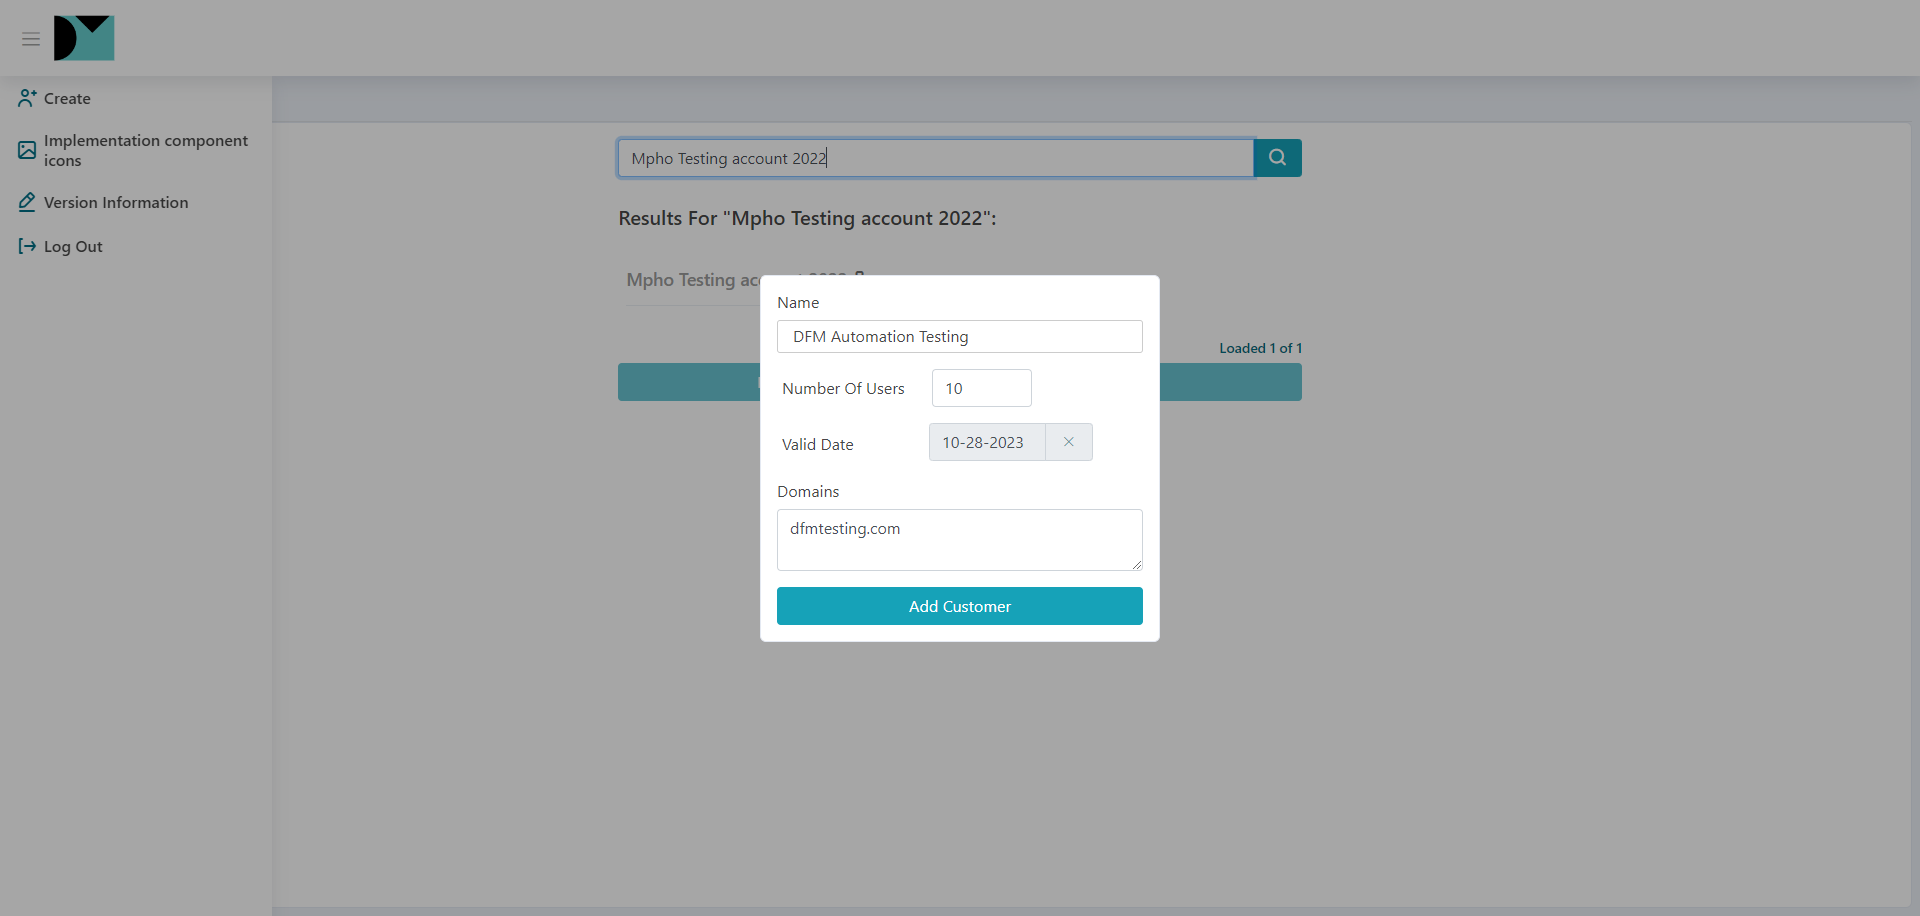 Create
Implementation component
icons
Version Information
Log Out
Mpho Testing account 2022
Results For "Mpho Testing account 2022":
Mpho Testing
Loaded 1 of 1
Name
DFM Automation Testing
Number Of Users 10
Valid Date 10-28-2023
Domains
dfmtesting.com
Add Customer